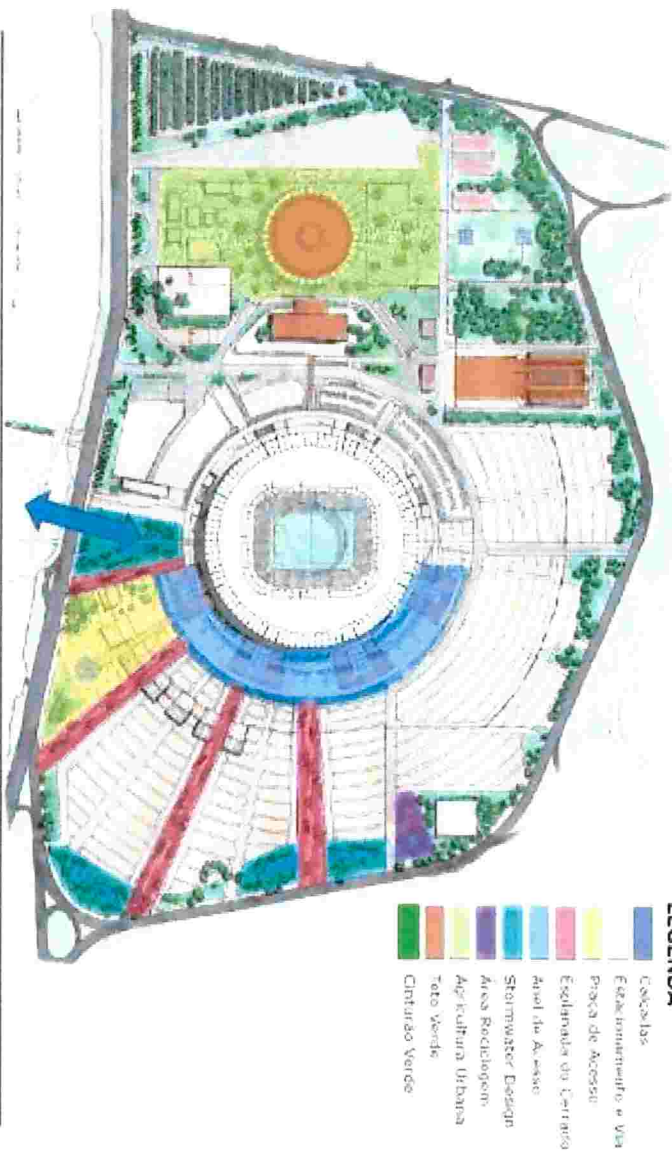 LEGENDA
Calçadas
Estacionamento e Via
Praça de Acesso
Esplanada do Cerrado
Anel de Acesso
Stormwater Design
Área Reciclagem
Agricultura Urbana
Teto Verde
Cinturão Verde